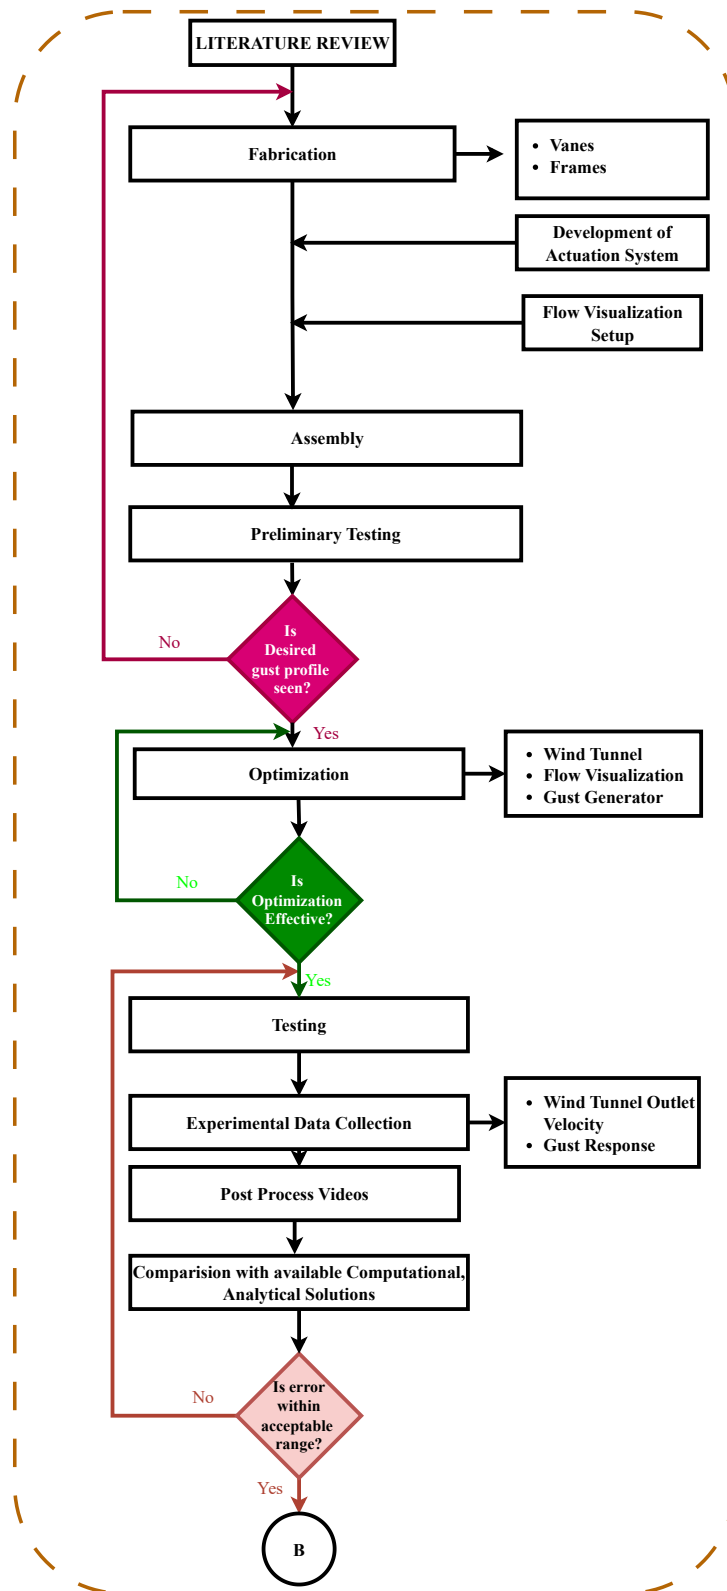 LITERATURE REVIEW
Fabrication
• Vanes
• Frames
Development of
Actuation System
Flow Visualization
Setup
Assembly
Preliminary Testing
Is
Desired
gust profile
seen?
No
Yes
Optimization
• Wind Tunnel
• Flow Visualization
• Gust Generator
Is
Optimization
Effective?
No
Yes
Testing
Experimental Data Collection
• Wind Tunnel Outlet
Velocity
• Gust Response
Post Process Videos
Comparision with available Computational,
Analytical Solutions
Is error
within
acceptable
range?
No
Yes
B